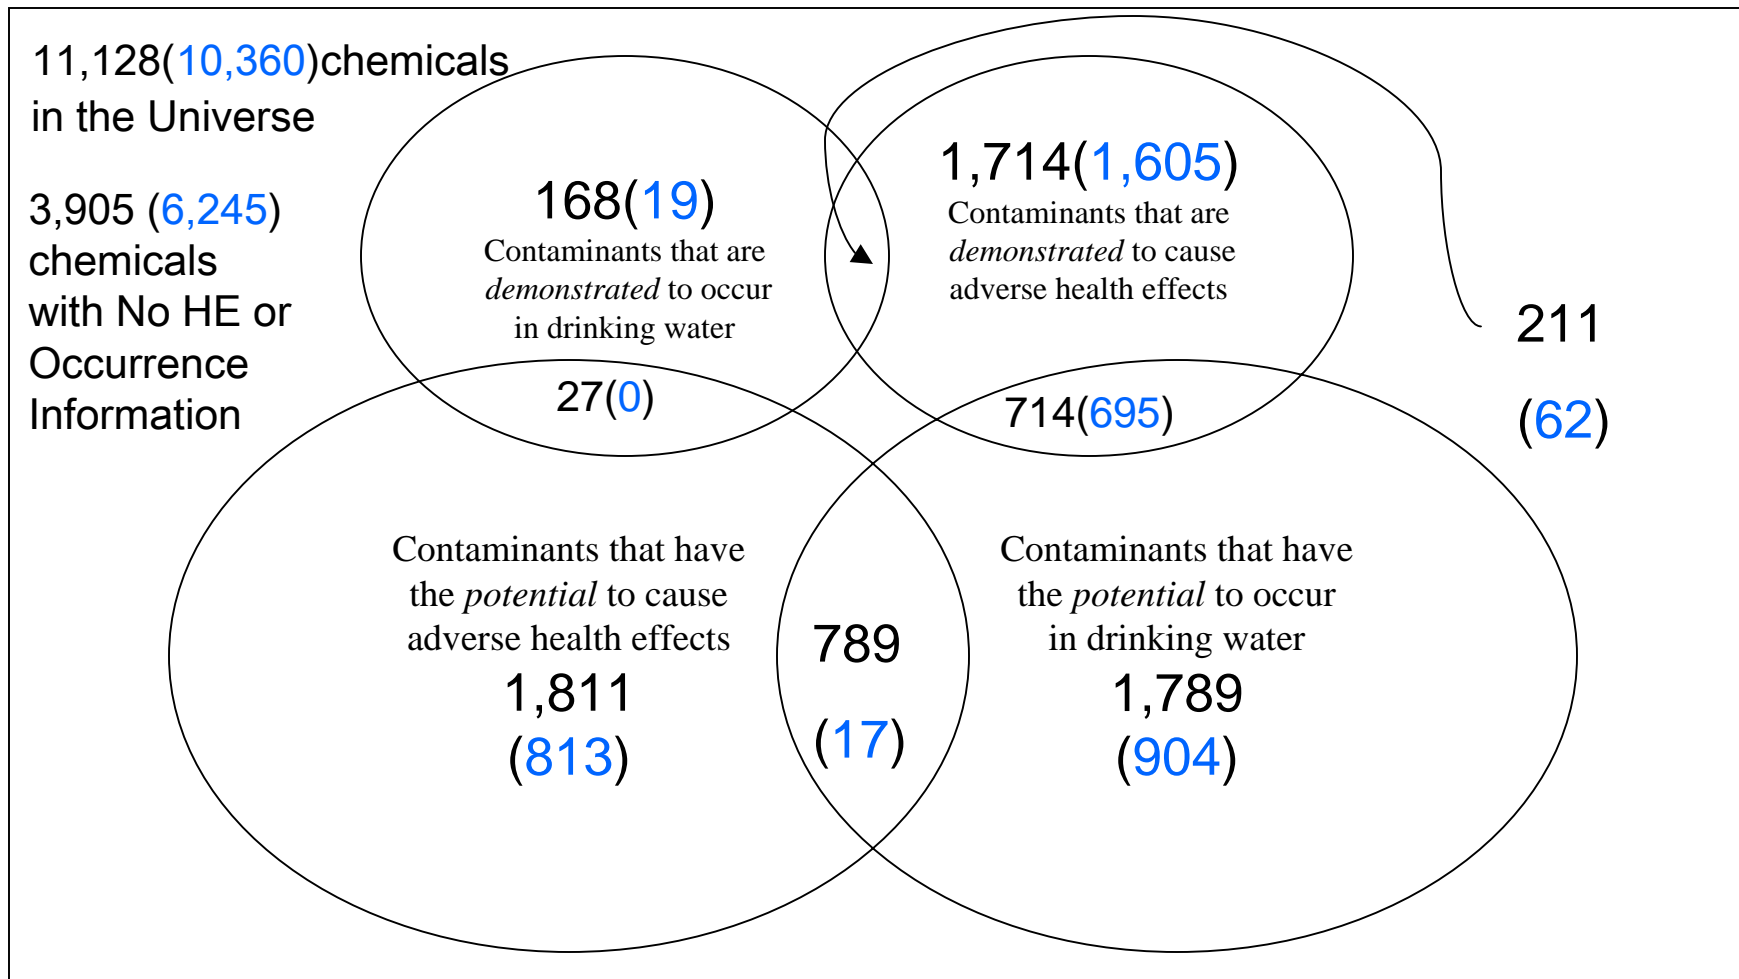 11,128(10,360)chemicals
in the Universe
3,905 (6,245)
chemicals
with No HE or
Occurrence
Information
168(19)
Contaminants that are
demonstrated to occur
in drinking water
1,714(1,605)
Contaminants that are
demonstrated to cause
adverse health effects
211
(62)
27(0)
714(695)
Contaminants that have
the potential to cause
adverse health effects
1,811
(813)
789
(17)
Contaminants that have
the potential to occur
in drinking water
1,789
(904)